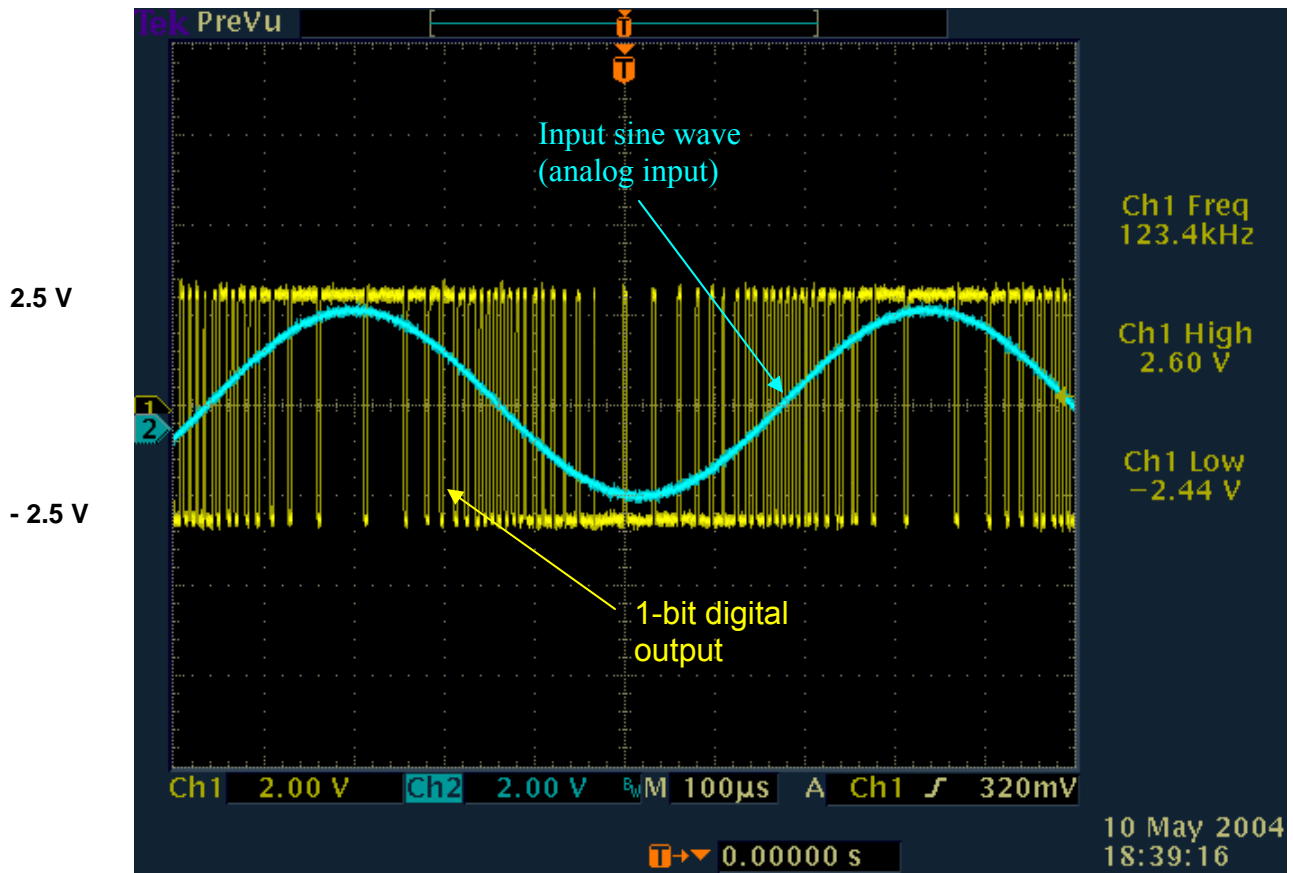 Tek PreVu
T
T
Input sine wave
(analog input)
Ch1 Freq
123.4kHz
2.5 V
Ch1 High
2.60 V
1
2
Ch1 Low
−2.44 V
- 2.5 V
1-bit digital
output
Ch1 2.00 V Ch2 2.00 V BW M 100µs A Ch1 320mV
T 0.00000 s
10 May 2004
18:39:16